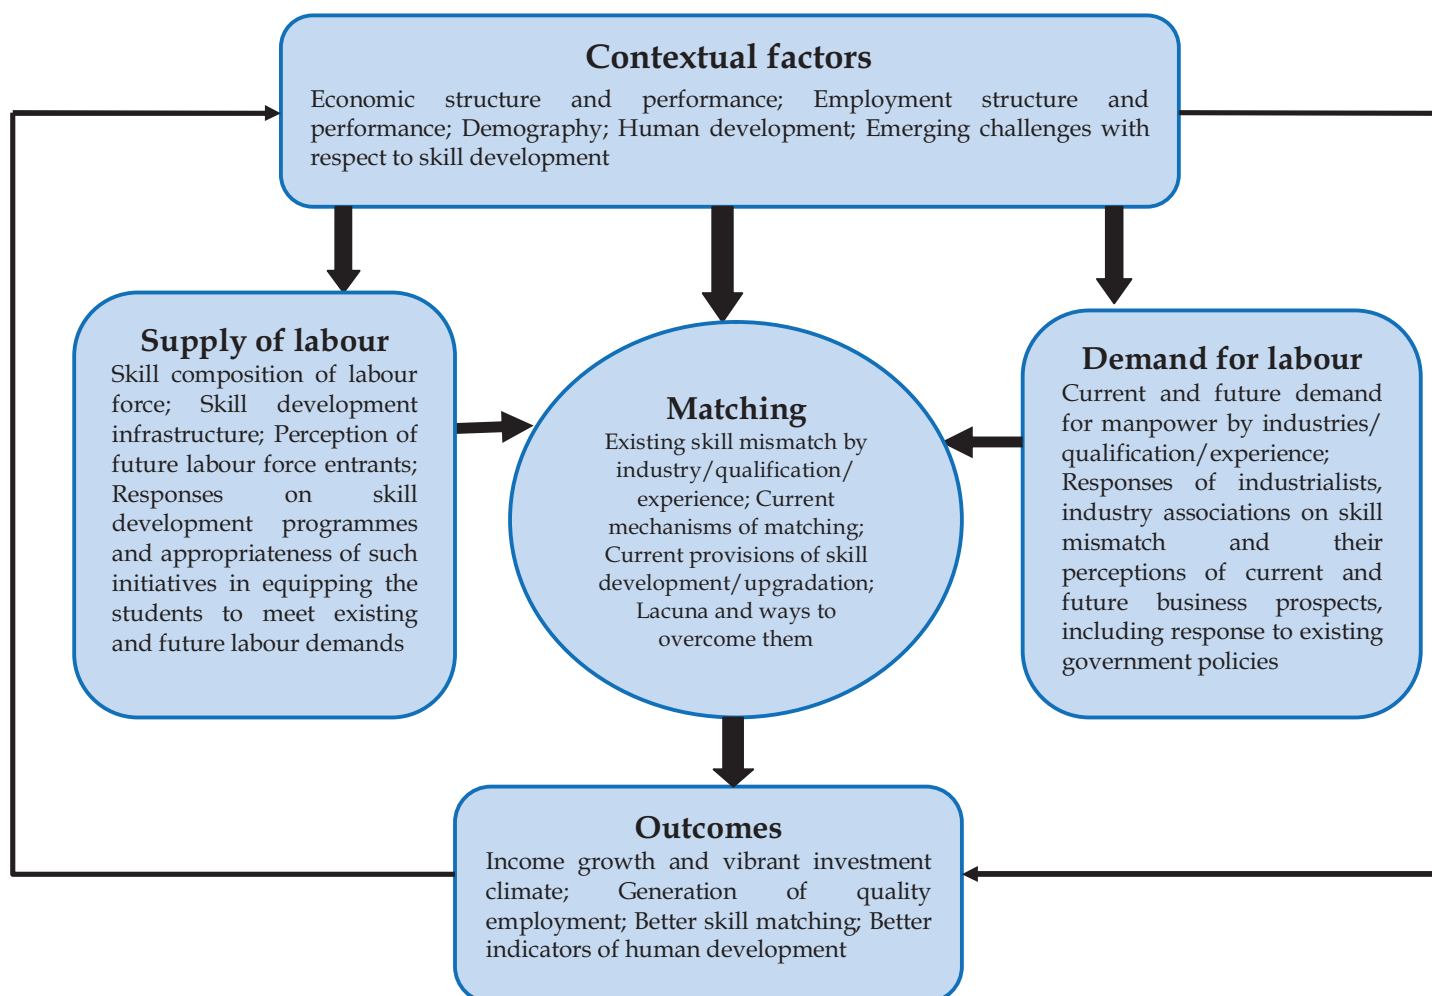 Contextual factors
Economic structure and performance; Employment structure and
performance; Demography; Human development; Emerging challenges with
respect to skill development
Supply of labour
Skill composition of labour
force; Skill development
infrastructure; Perception of
future labour force entrants;
Responses on skill
development programmes
and appropriateness of such
initiatives in equipping the
students to meet existing
and future labour demands
Matching
Existing skill mismatch by
industry/qualification/
experience; Current
mechanisms of matching;
Current provisions of skill
development/upgradation;
Lacuna and ways to
overcome them
Demand for labour
Current and future demand
for manpower by industries/
qualification/experience;
Responses of industrialists,
industry associations on skill
mismatch and their
perceptions of current and
future business prospects,
including response to existing
government policies
Outcomes
Income growth and vibrant investment
climate; Generation of quality
employment; Better skill matching; Better
indicators of human development